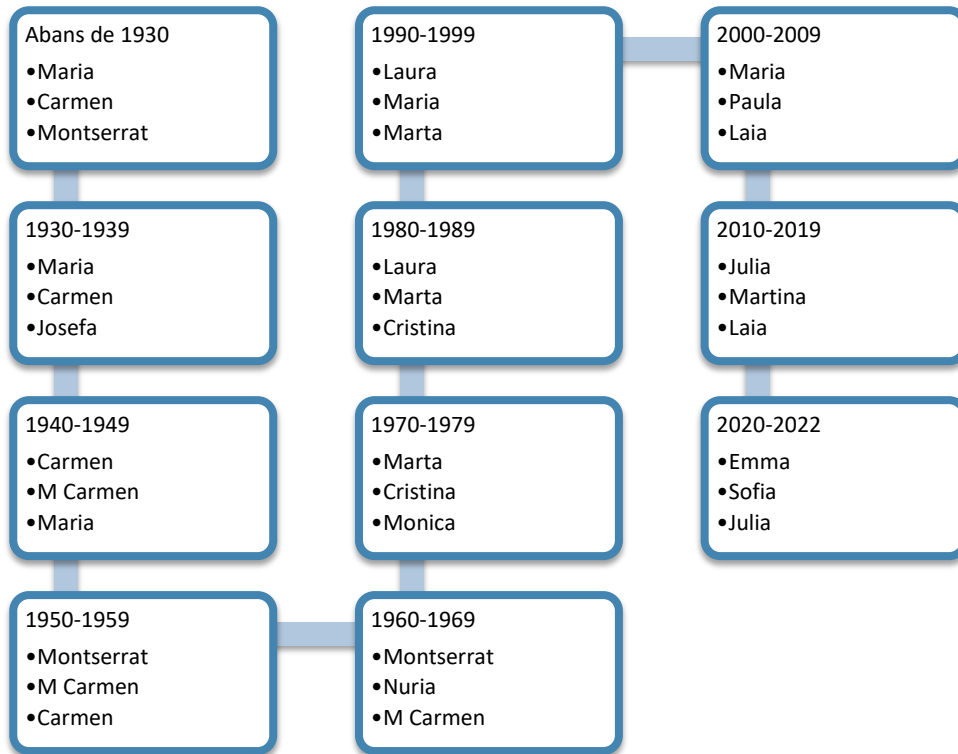 Abans de 1930
•Maria
•Carmen
•Montserrat
1930-1939
•Maria
•Carmen
•Josefa
1940-1949
•Carmen
•M Carmen
•Maria
1950-1959
•Montserrat
•M Carmen
•Carmen
1960-1969
•Montserrat
•Nuria
•M Carmen
1970-1979
•Marta
•Cristina
•Monica
1980-1989
•Laura
•Marta
•Cristina
1990-1999
•Laura
•Maria
•Marta
2000-2009
•Maria
•Paula
•Laia
2010-2019
•Julia
•Martina
•Laia
2020-2022
•Emma
•Sofia
•Julia